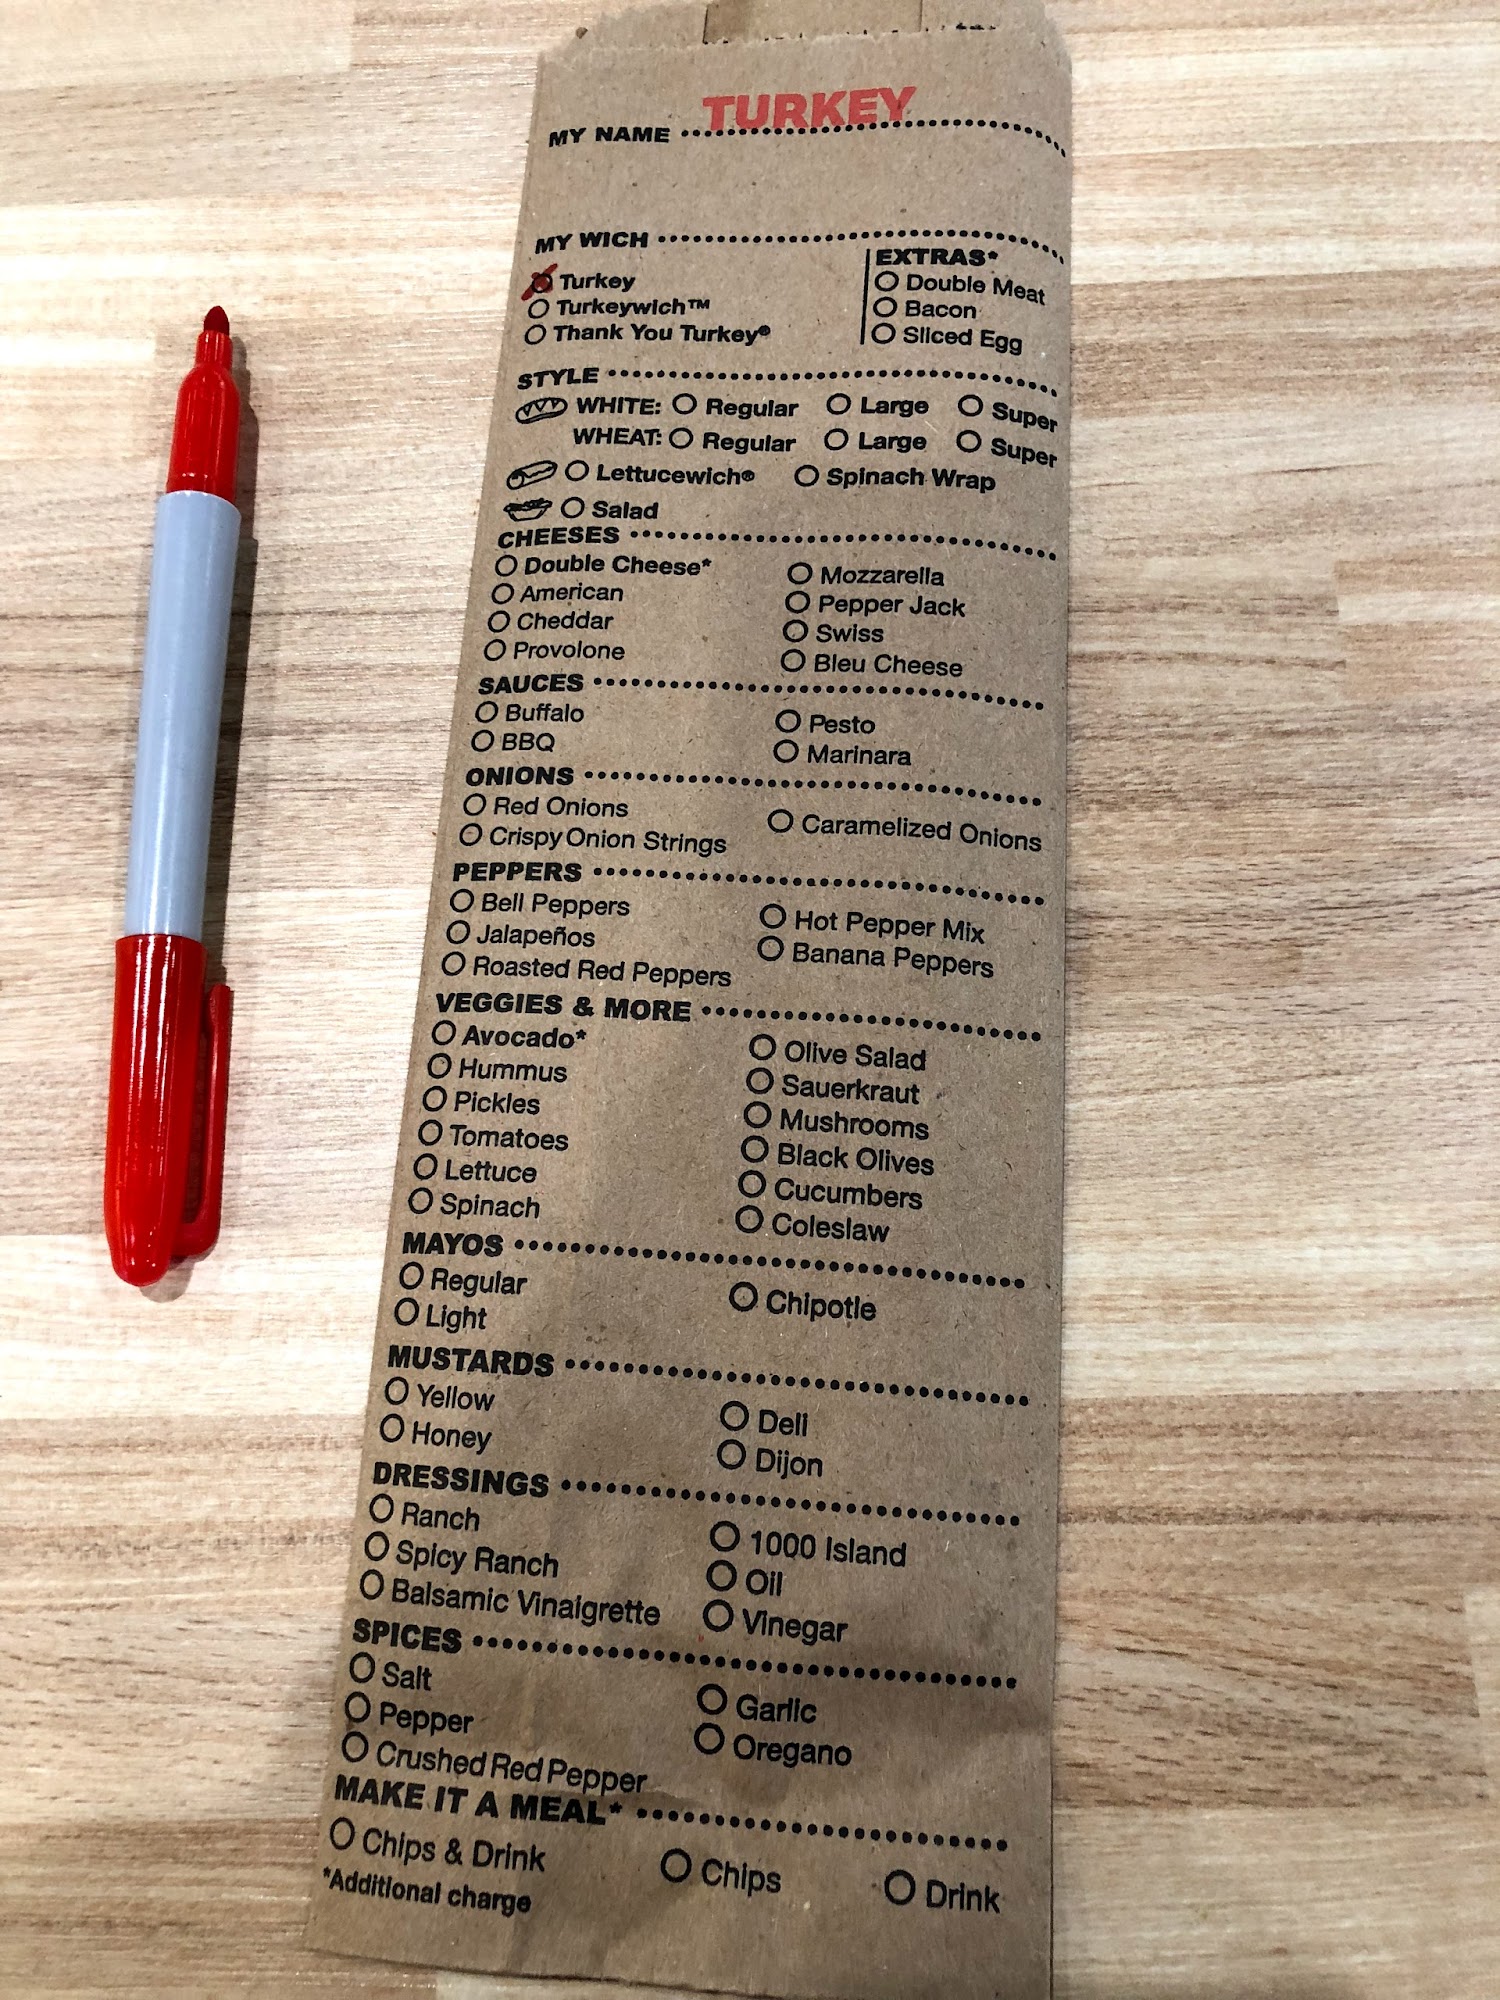 TURKEY
MY NAME
MY WICH
EXTRAS*
Turkey
Double Meat
Turkeywich™
Bacon
Thank You Turkey®
Sliced Egg
STYLE
WHITE: Regular Large Super
WHEAT: Regular Large Super
Lettucewich® Spinach Wrap
Salad
CHEESES
Double Cheese*
Mozzarella
American
Pepper Jack
Cheddar
Swiss
Provolone
Bleu Cheese
SAUCES
Buffalo
Pesto
BBQ
Marinara
ONIONS
Red Onions
Caramelized Onions
Crispy Onion Strings
PEPPERS
Bell Peppers
Hot Pepper Mix
Jalapeños
Banana Peppers
Roasted Red Peppers
VEGGIES & MORE
Avocado*
Olive Salad
Hummus
Sauerkraut
Pickles
Mushrooms
Tomatoes
Black Olives
Lettuce
Cucumbers
Spinach
Coleslaw
MAYOS
Regular
Chipotle
Light
MUSTARDS
Yellow
Deli
Honey
Dijon
DRESSINGS
Ranch
1000 Island
Spicy Ranch
Oil
Balsamic Vinaigrette
Vinegar
SPICES
Salt
Garlic
Pepper
Oregano
Crushed Red Pepper
MAKE IT A MEAL*
Chips & Drink Chips Drink
*Additional charge